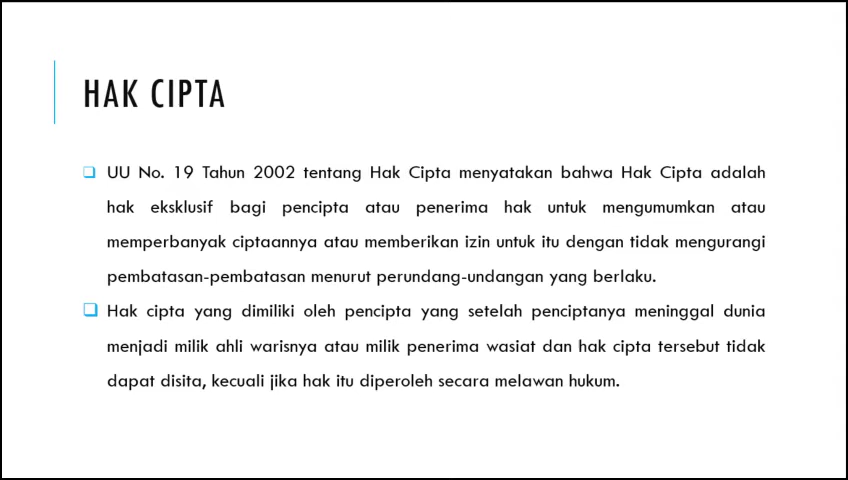 HAK CIPTA
UU No. 19 Tahun 2002 tentang Hak Cipta menyatakan bahwa Hak Cipta adalah
hak eksklusif bagi pencipta atau penerima hak untuk mengumumkan atau
memperbanyak ciptaannya atau memberikan izin untuk itu dengan tidak mengurangi
pembatasan-pembatasan menurut perundang-undangan yang berlaku.
Hak cipta yang dimiliki oleh pencipta yang setelah penciptanya meninggal dunia
menjadi milik ahli warisnya atau milik penerima wasiat dan hak cipta tersebut tidak
dapat disita, kecuali jika hak itu diperoleh secara melawan hukum.